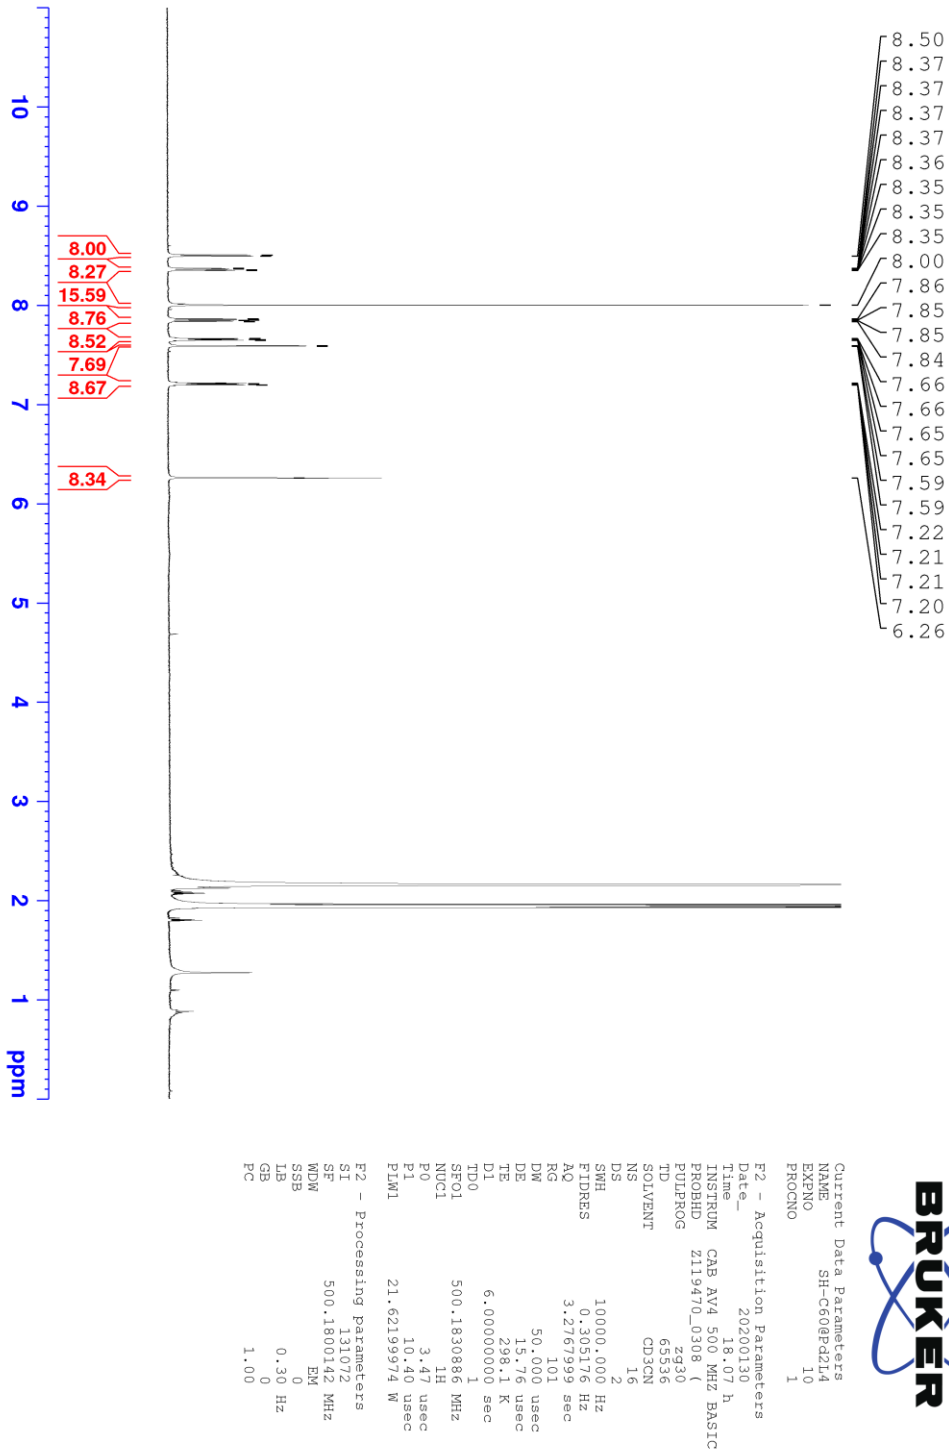 8.50
8.37
8.37
8.37
8.37
8.36
8.35
8.35
8.35
8.00
7.86
7.85
7.85
7.84
7.66
7.66
7.65
7.65
7.59
7.59
7.22
7.21
7.21
7.20
6.26
10
9
8
7
6
5
4
3
2
1
ppm
8.00
8.27
15.59
8.76
8.52
7.69
8.67
8.34
BRUKER
Current Data Parameters
NAME SH-C60@Pd2L4
EXPNO 10
PROCNO 1
F2 - Acquisition Parameters
Date_ 20200130
Time 18.07 h
INSTRUM CAB AV4 500 MHZ BASIC
PROBHD Z119470_0308 (
PULPROG zg30
TD 65536
SOLVENT CD3CN
NS 16
DS 2
SWH 10000.000 Hz
FIDRES 0.305176 Hz
AQ 3.2767999 sec
RG 101
DW 50.000 usec
DE 15.76 usec
TE 298.1 K
D1 6.00000000 sec
TD0 1
SFO1 500.1830886 MHz
NUC1 1H
P0 3.47 usec
P1 10.40 usec
PLW1 21.62199974 W
F2 - Processing parameters
SI 131072
SF 500.1800142 MHz
WDW EM
SSB 0
LB 0.30 Hz
GB 0
PC 1.00